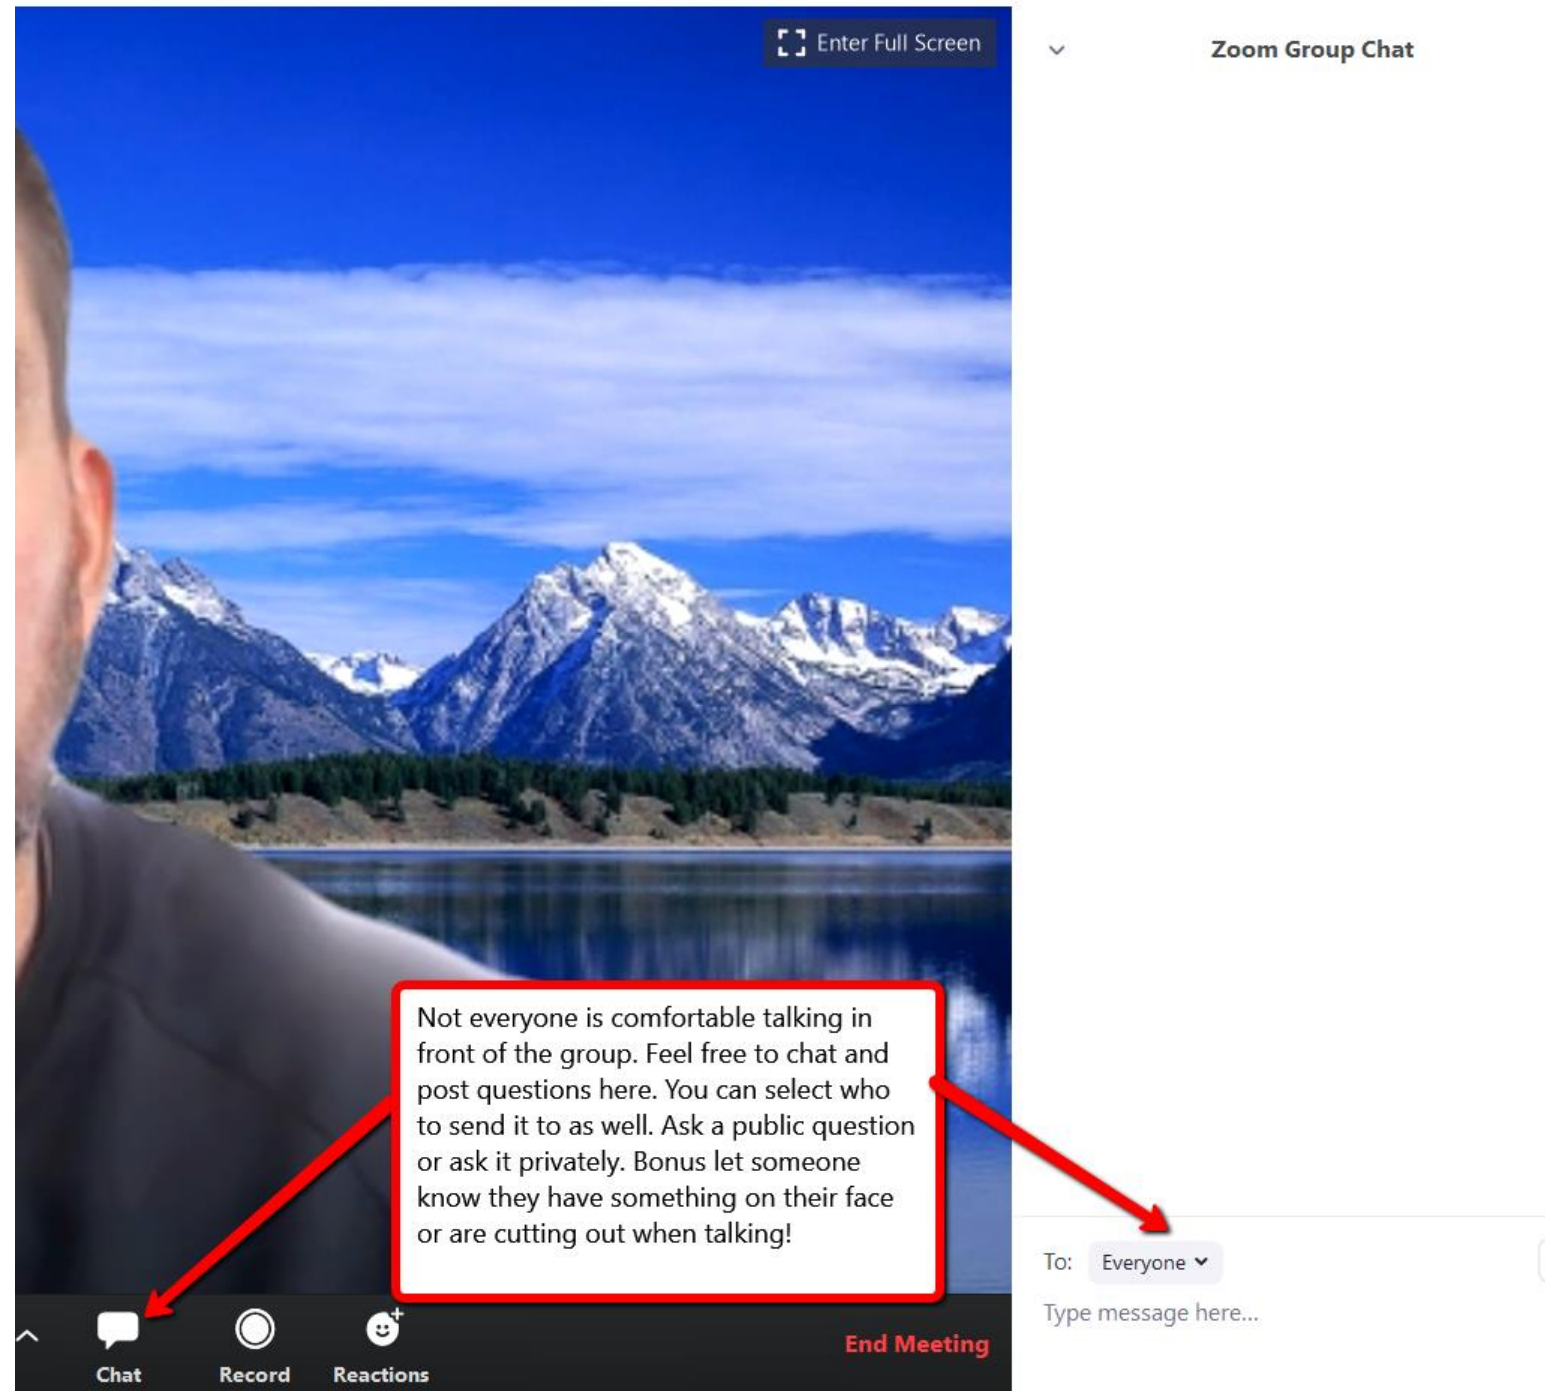 Enter Full Screen
Zoom Group Chat
Not everyone is comfortable talking in
front of the group. Feel free to chat and
post questions here. You can select who
to send it to as well. Ask a public question
or ask it privately. Bonus let someone
know they have something on their face
or are cutting out when talking!
To: Everyone
Type message here...
Chat
Record
Reactions
End Meeting